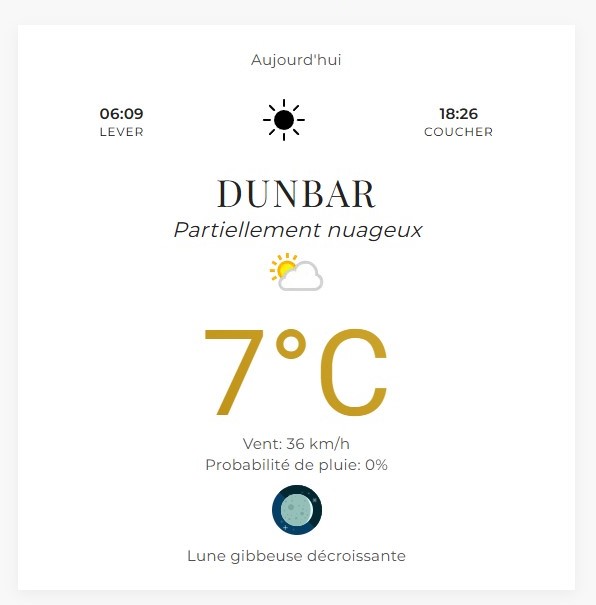 Aujourd'hui
06:09
LEVER
18:26
COUCHER
DUNBAR
Partiellement nuageux
7°C
Vent: 36 km/h
Probabilité de pluie: 0%
Lune gibbeuse décroissante